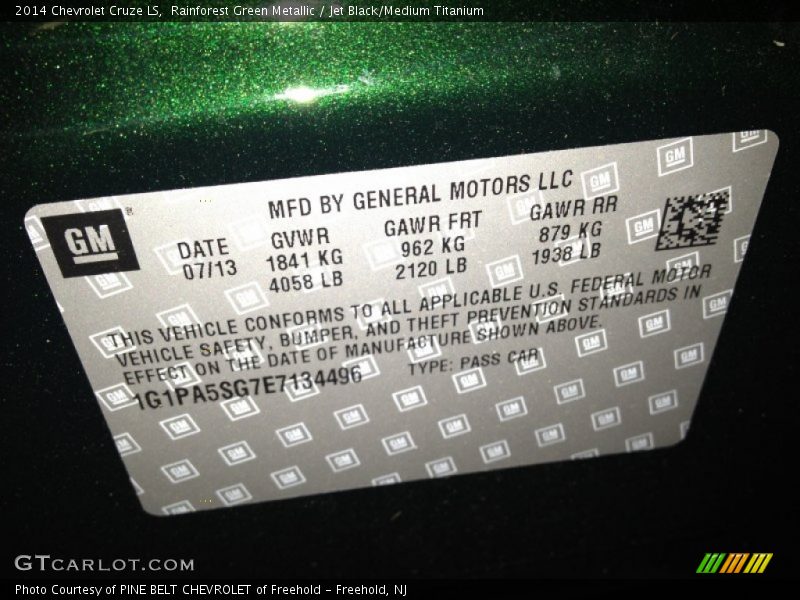 2014 Chevrolet Cruze LS, Rainforest Green Metallic / Jet Black/Medium Titanium
MFD BY GENERAL MOTORS LLC
GM
DATE GVWR GAWR FRT GAWR RR
07/13 1841 KG 962 KG 879 KG
4058 LB 2120 LB 1938 LB
THIS VEHICLE CONFORMS TO ALL APPLICABLE U.S. FEDERAL MOTOR
VEHICLE SAFETY, BUMPER, AND THEFT PREVENTION STANDARDS IN
EFFECT ON THE DATE OF MANUFACTURE SHOWN ABOVE.
1G1PA5SG7E7134496 TYPE: PASS CAR
GTCARLOT.COM
Photo Courtesy of PINE BELT CHEVROLET of Freehold - Freehold, NJ